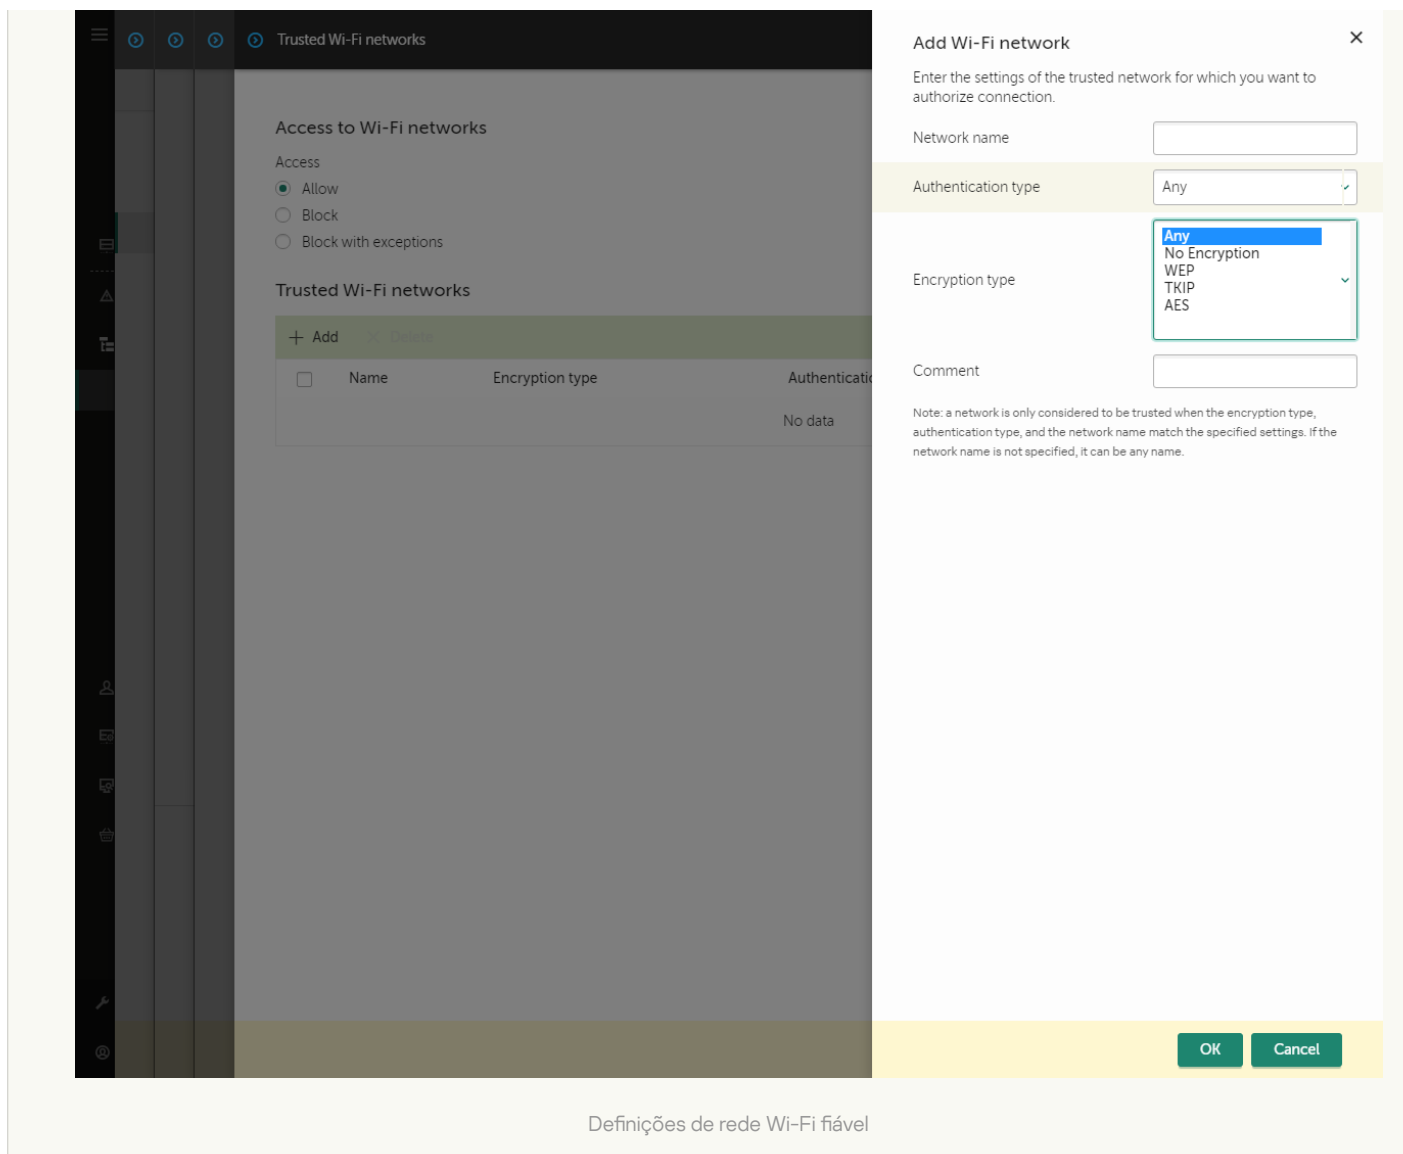 Trusted Wi-Fi networks
Access to Wi-Fi networks
Access
Allow
Block
Block with exceptions
Trusted Wi-Fi networks
+ Add × Delete
Name Encryption type
No data
Add Wi-Fi network ×
Enter the settings of the trusted network for which you want to
authorize connection.
Network name
Authentication type Any
Encryption type
Any
No Encryption
WEP
TKIP
AES
Comment
Note: a network is only considered to be trusted when the encryption type,
authentication type, and the network name match the specified settings. If the
network name is not specified, it can be any name.
OK Cancel
Definições de rede Wi-Fi fiável